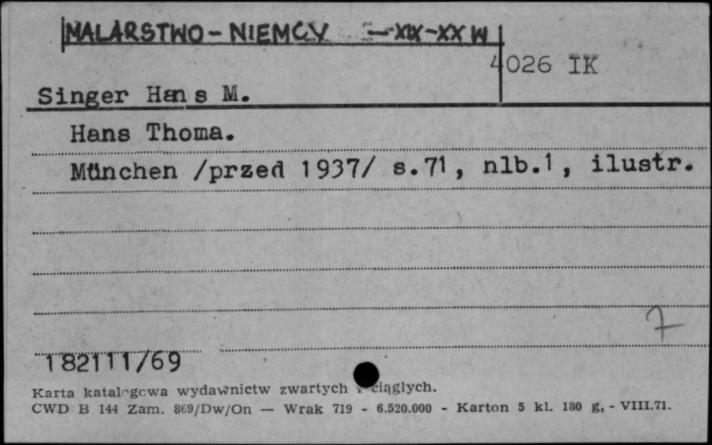 MALARSTWO - NIEMCY - XIX-XX W
4026 IK
Singer Hans M.
Hans Thoma.
München /przed 1937/ s.71, nlb.1, ilustr.
7
182111/69
Karta katalogowa wydawnictw zwartych i ciągłych.
CWD B 144 Zam. 869/Dw/On — Wrak 719 - 6.520.000 - Karton 5 kl. 180 g, - VIII.71.